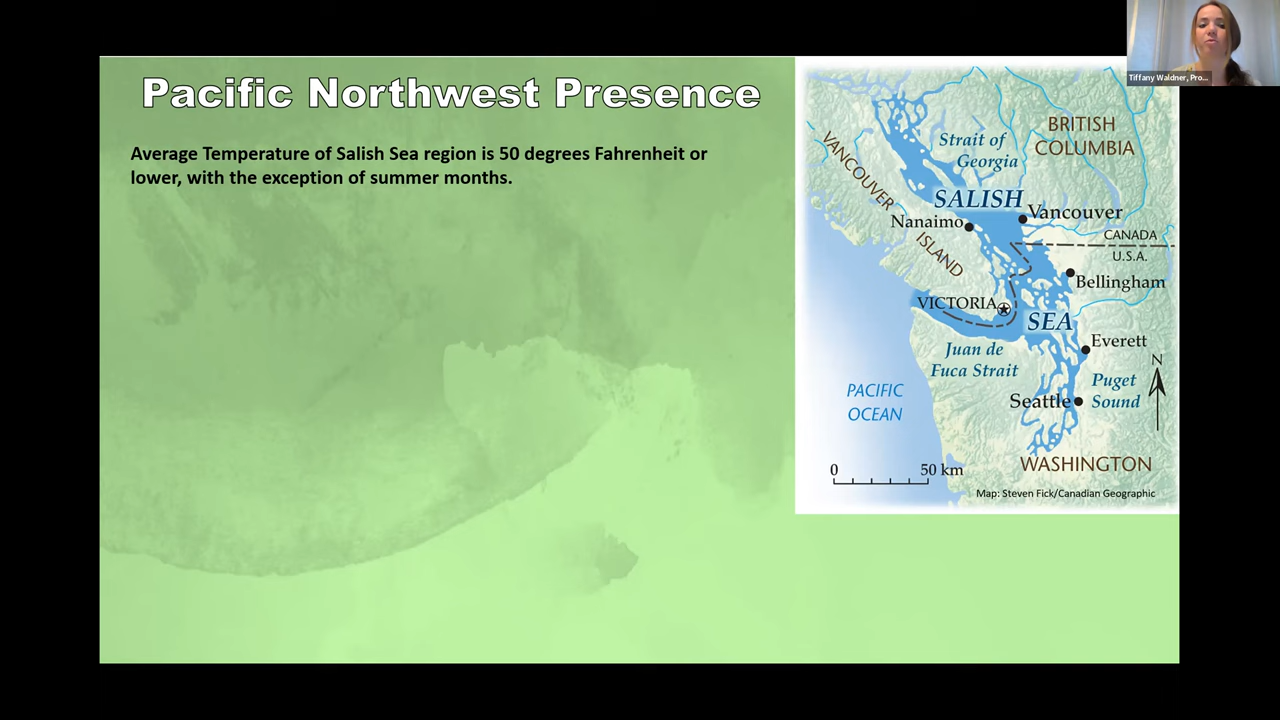 Pacific Northwest Presence
Average Temperature of Salish Sea region is 50 degrees Fahrenheit or
lower, with the exception of summer months.
Tiffany Waldner, Pro...
BRITISH
COLUMBIA
Strait of
Georgia
VANCOUVER
ISLAND
SALISH
SEA
Vancouver
Nanaimo
CANADA
U.S.A.
Bellingham
VICTORIA
Everett
Juan de
Fuca Strait
N
Puget
Sound
PACIFIC
OCEAN
Seattle
WASHINGTON
0 50 km
Map: Steven Fick/Canadian Geographic